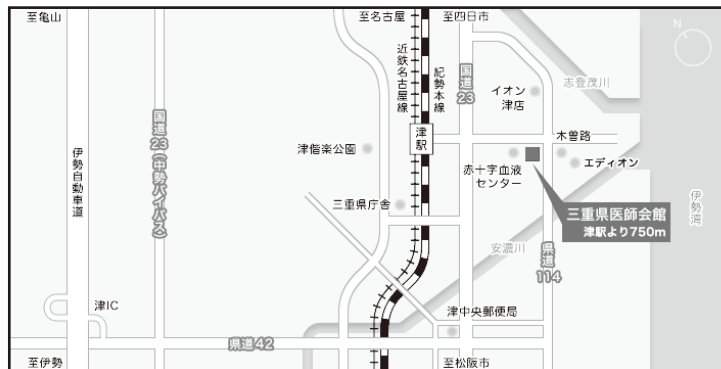 至亀山
至名古屋
至四日市
N
近鉄名古屋線
紀勢本線
国道
23
志登茂川
イオン
津店
国道23(中勢バイパス)
伊勢自動車道
津偕楽公園
津駅
木曽路
赤十字血液
センター
エディオン
三重県庁舎
三重県医師会館
津駅より750m
伊勢湾
安濃川
県道
114
津IC
津中央郵便局
県道42
至伊勢
至松阪市